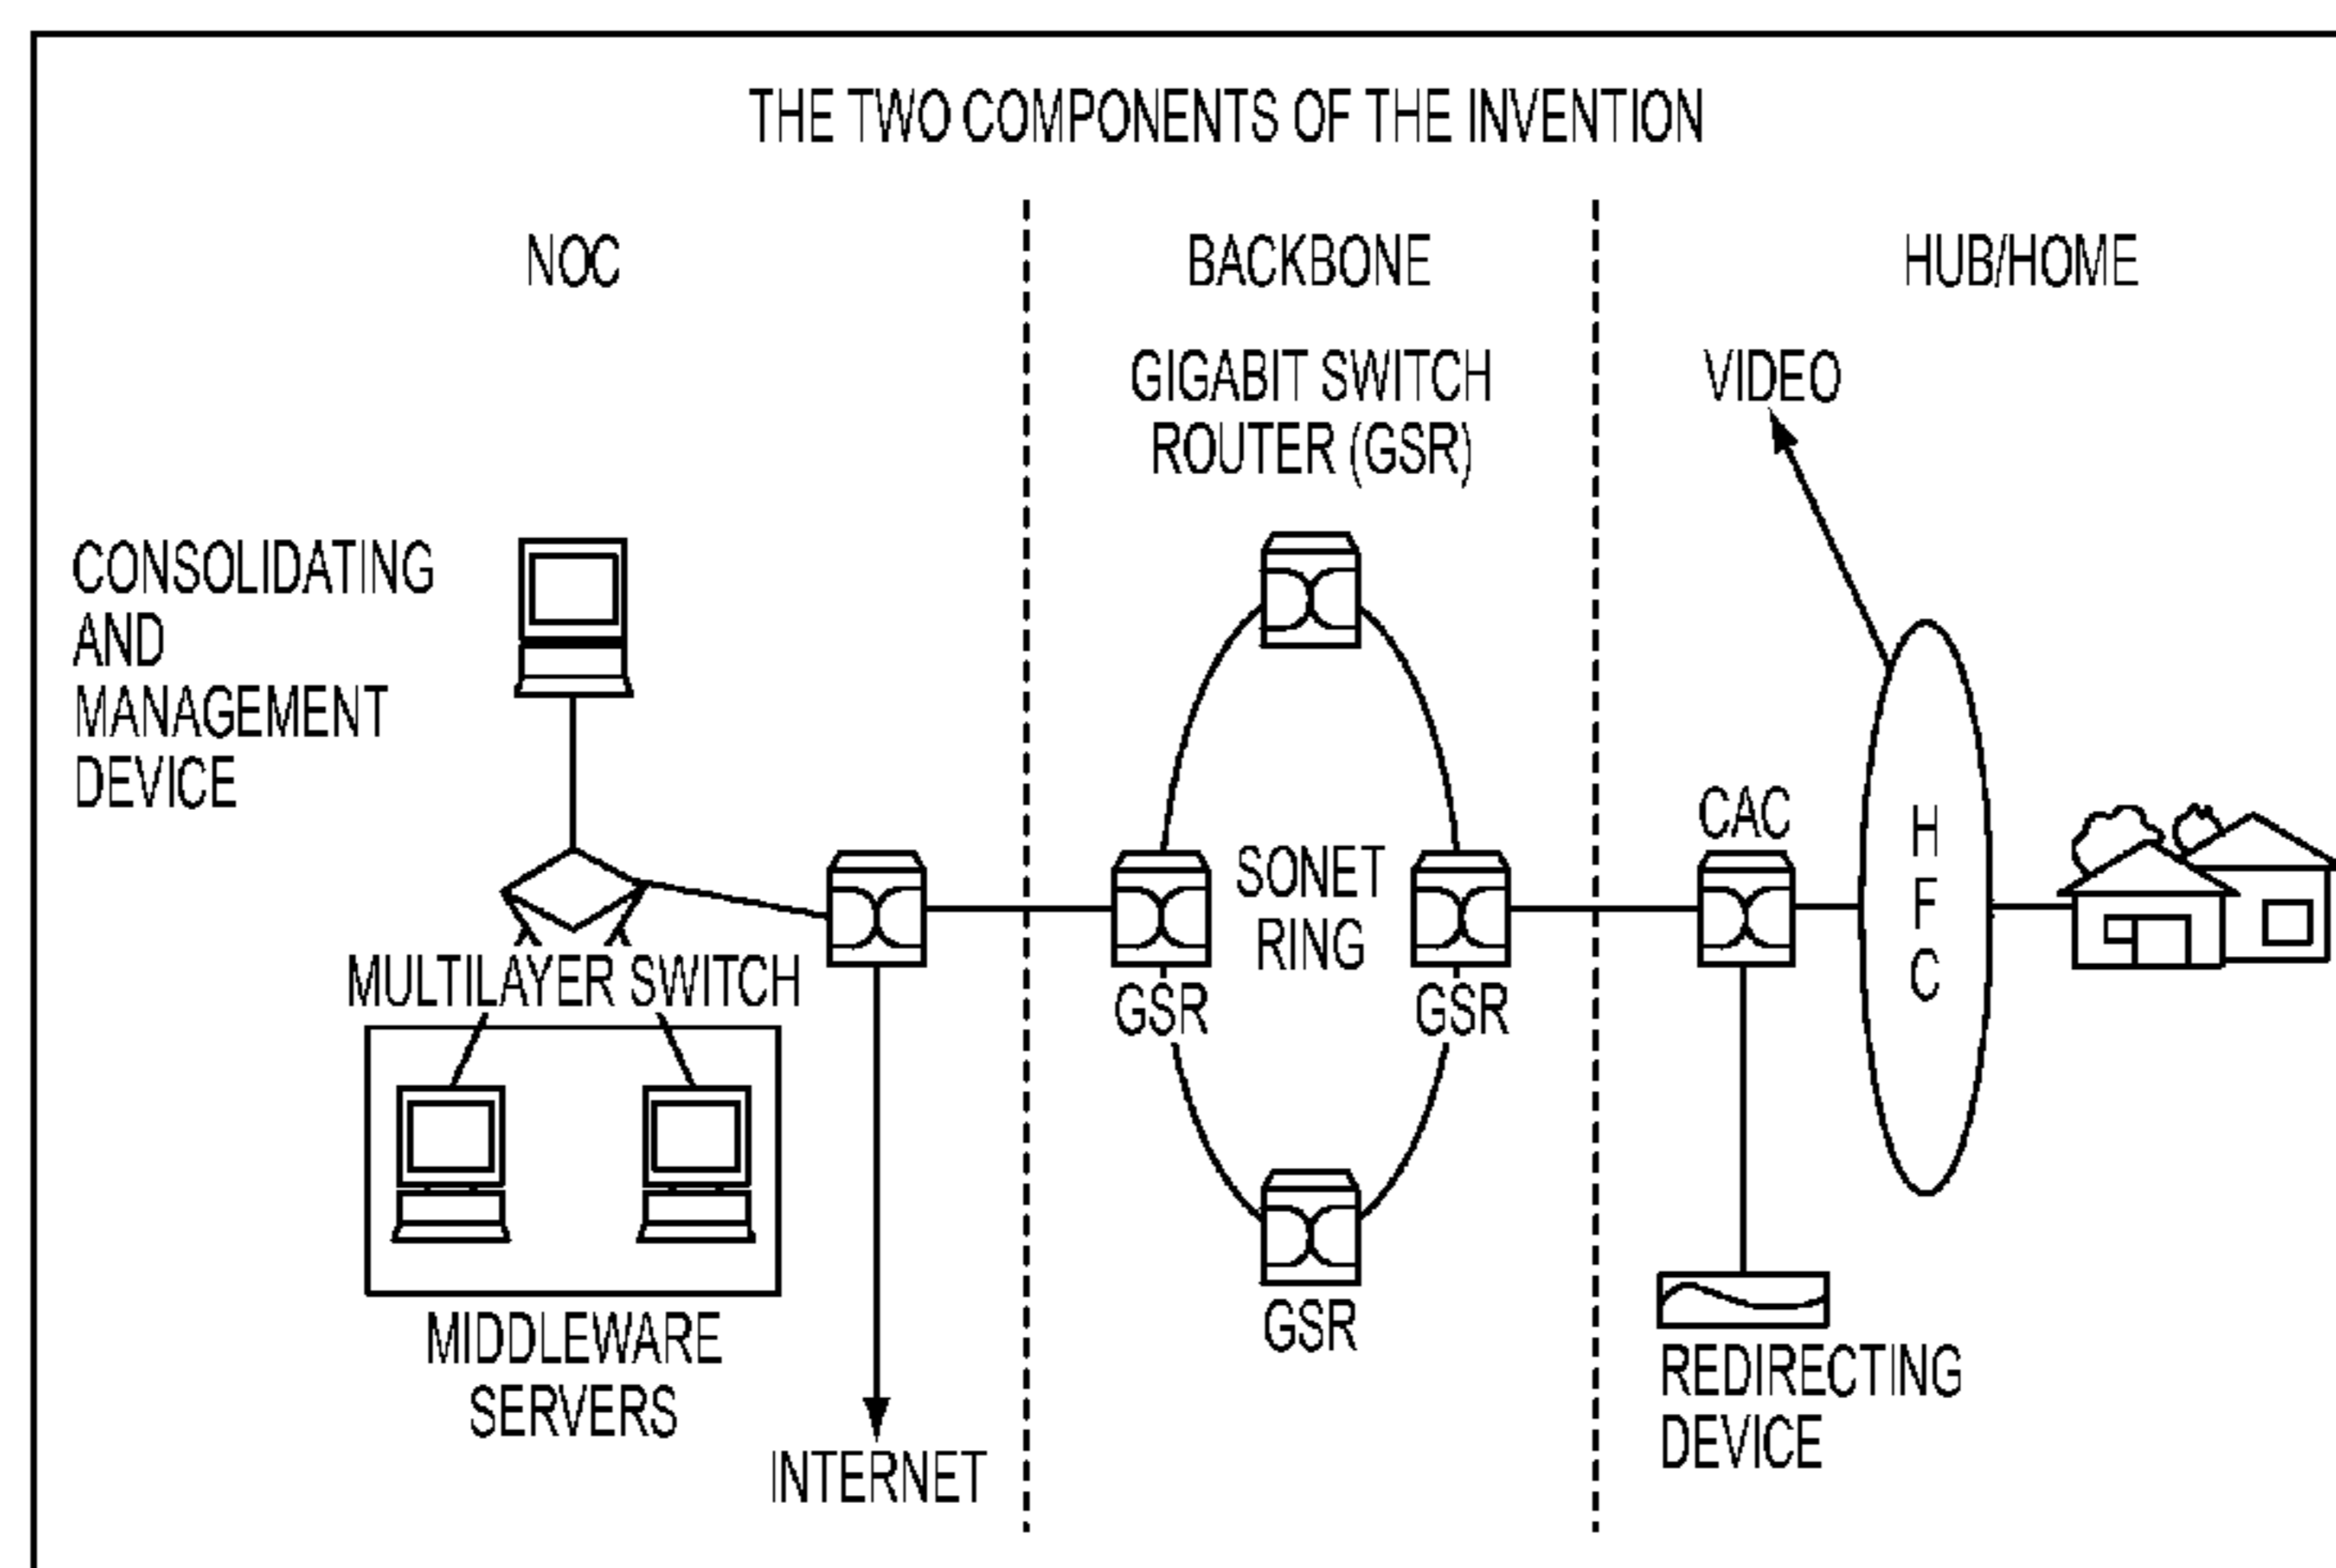 THE TWO COMPONENTS OF THE INVENTION
NOC
BACKBONE
HUB/HOME
GIGABIT SWITCH
ROUTER (GSR)
VIDEO
CONSOLIDATING
AND
MANAGEMENT
DEVICE
CAC
SONET
RING
H
F
C
MULTILAYER SWITCH
GSR
GSR
MIDDLEWARE
SERVERS
GSR
REDIRECTING
DEVICE
INTERNET